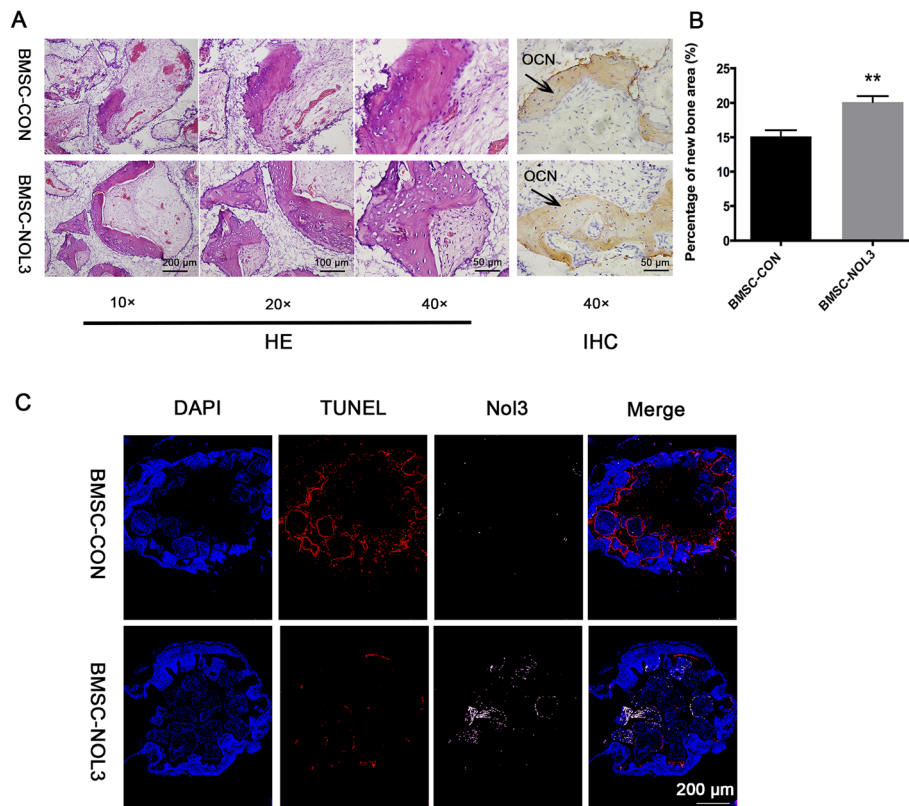 A
BMSC-CON
OCN
BMSC-NOL3
OCN
200 μm
100 μm
50 μm
50 μm
10×
20×
40×
40×
HE
IHC
B
Percentage of new bone area (%)
25
20
15
10
5
0
**
BMSC-CON
BMSC-NOL3
C
DAPI
TUNEL
Nol3
Merge
BMSC-CON
BMSC-NOL3
200 μm